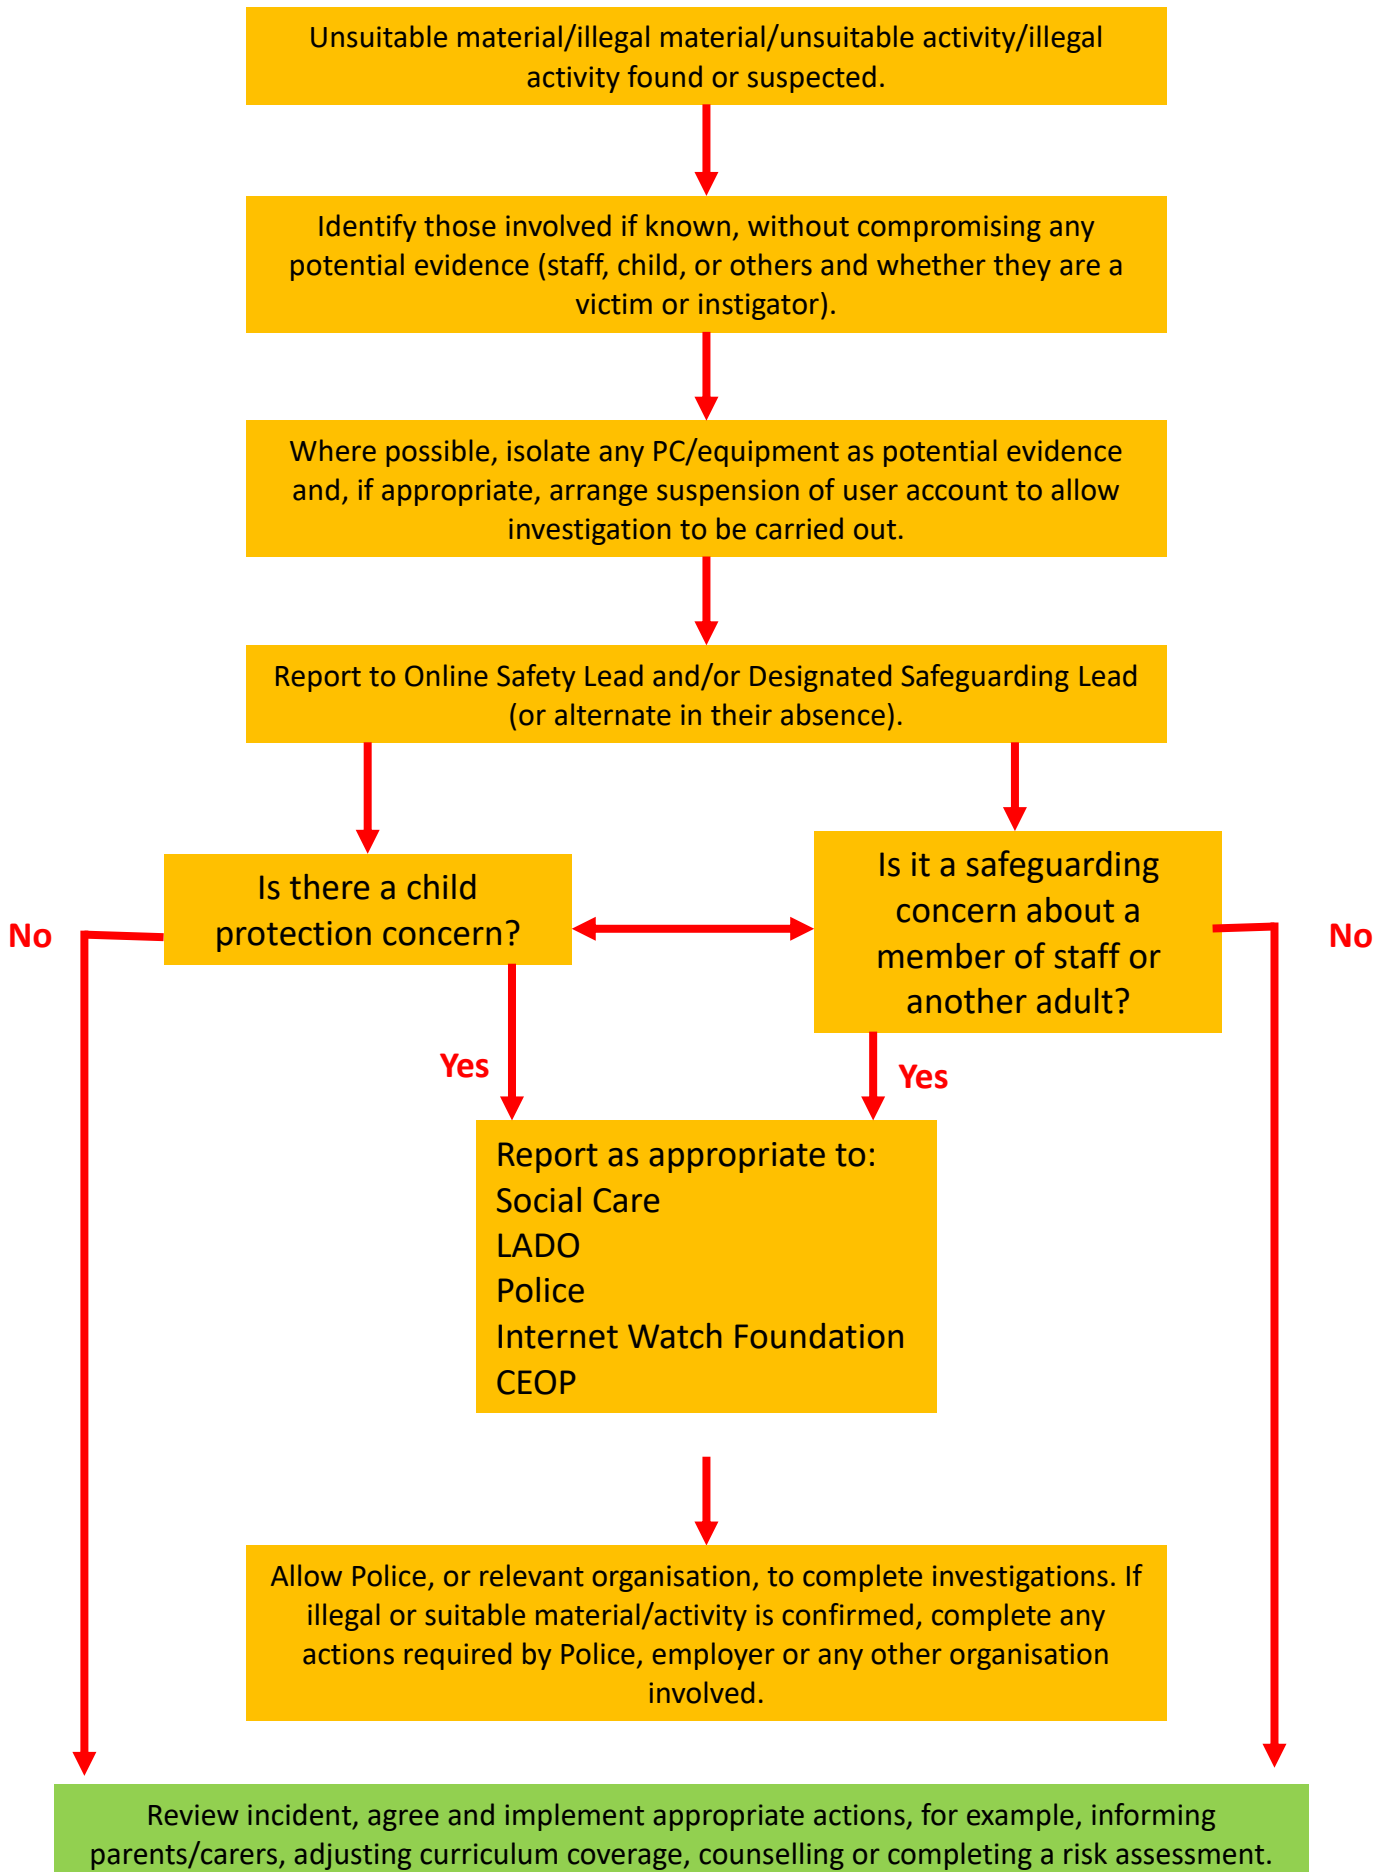 Unsuitable material/illegal material/unsuitable activity/illegal
activity found or suspected.
Identify those involved if known, without compromising any
potential evidence (staff, child, or others and whether they are a
victim or instigator).
Where possible, isolate any PC/equipment as potential evidence
and, if appropriate, arrange suspension of user account to allow
investigation to be carried out.
Report to Online Safety Lead and/or Designated Safeguarding Lead
(or alternate in their absence).
Is there a child
protection concern?
Is it a safeguarding
concern about a
member of staff or
another adult?
No
No
Yes
Yes
Report as appropriate to:
Social Care
LADO
Police
Internet Watch Foundation
CEOP
Allow Police, or relevant organisation, to complete investigations. If
illegal or suitable material/activity is confirmed, complete any
actions required by Police, employer or any other organisation
involved.
Review incident, agree and implement appropriate actions, for example, informing
parents/carers, adjusting curriculum coverage, counselling or completing a risk assessment.